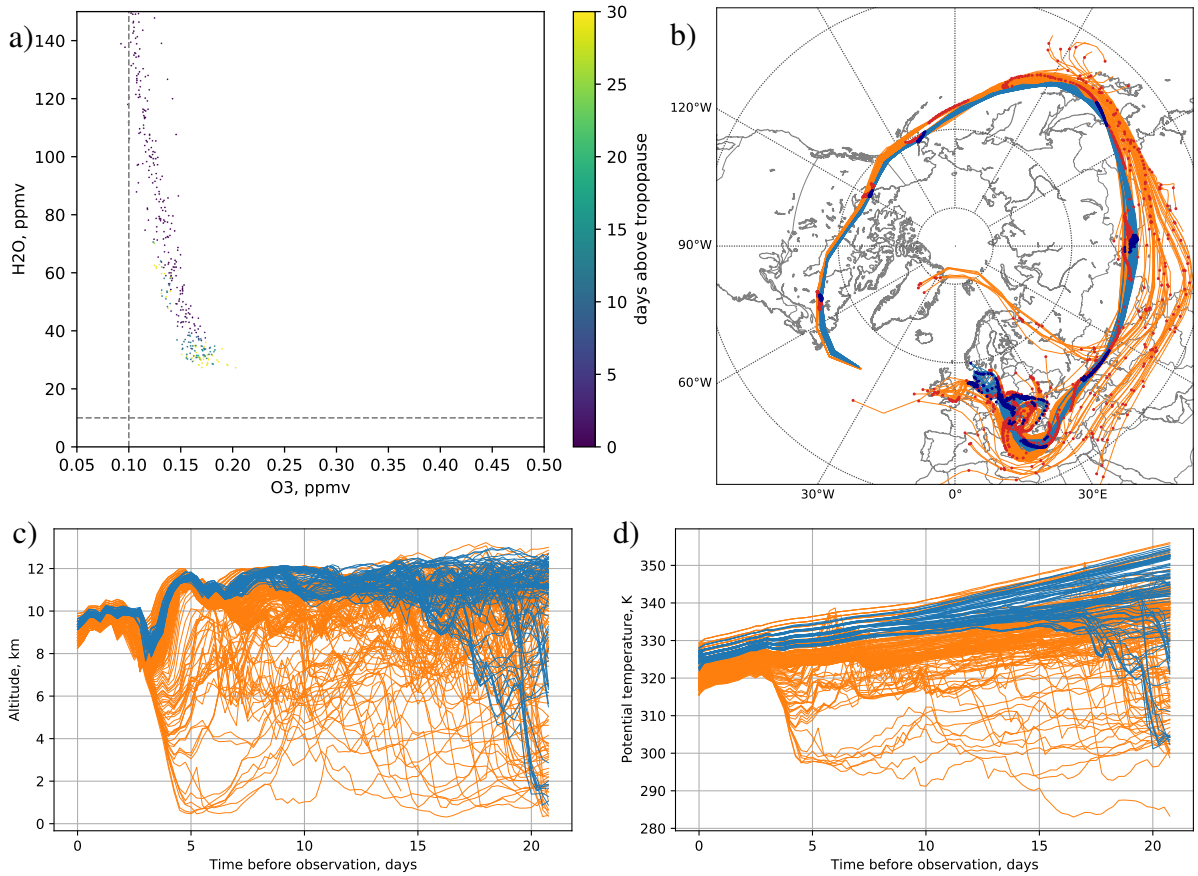 a)
140
120
100
80
60
40
20
0
H2O, ppmv
0.05 0.10 0.15 0.20 0.25 0.30 0.35 0.40 0.45 0.50
O3, ppmv
30
25
20
15
10
5
0
days above tropopause
b)
120°W
90°W
60°W
30°W 0° 30°E
c)
12
10
8
6
4
2
0
Altitude, km
0 5 10 15 20
Time before observation, days
d)
350
340
330
320
310
300
290
280
Potential temperature, K
0 5 10 15 20
Time before observation, days